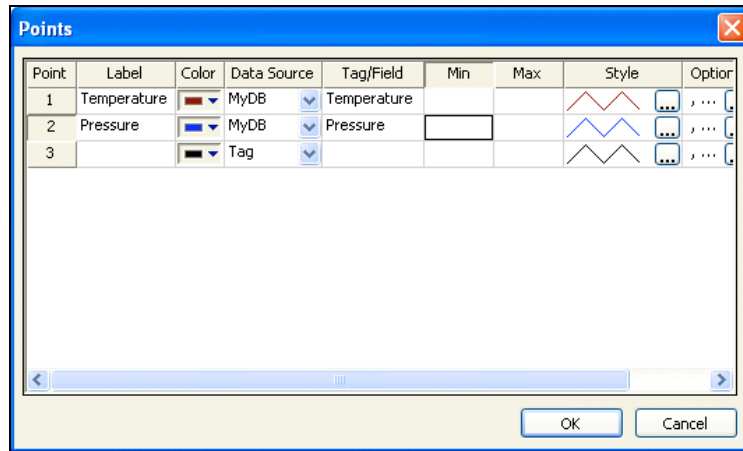 Points
Point Label Color Data Source Tag/Field Min Max Style Option
1 Temperature MyDB Temperature ... , ...
2 Pressure MyDB Pressure ... , ...
3 Tag ... , ...
OK Cancel